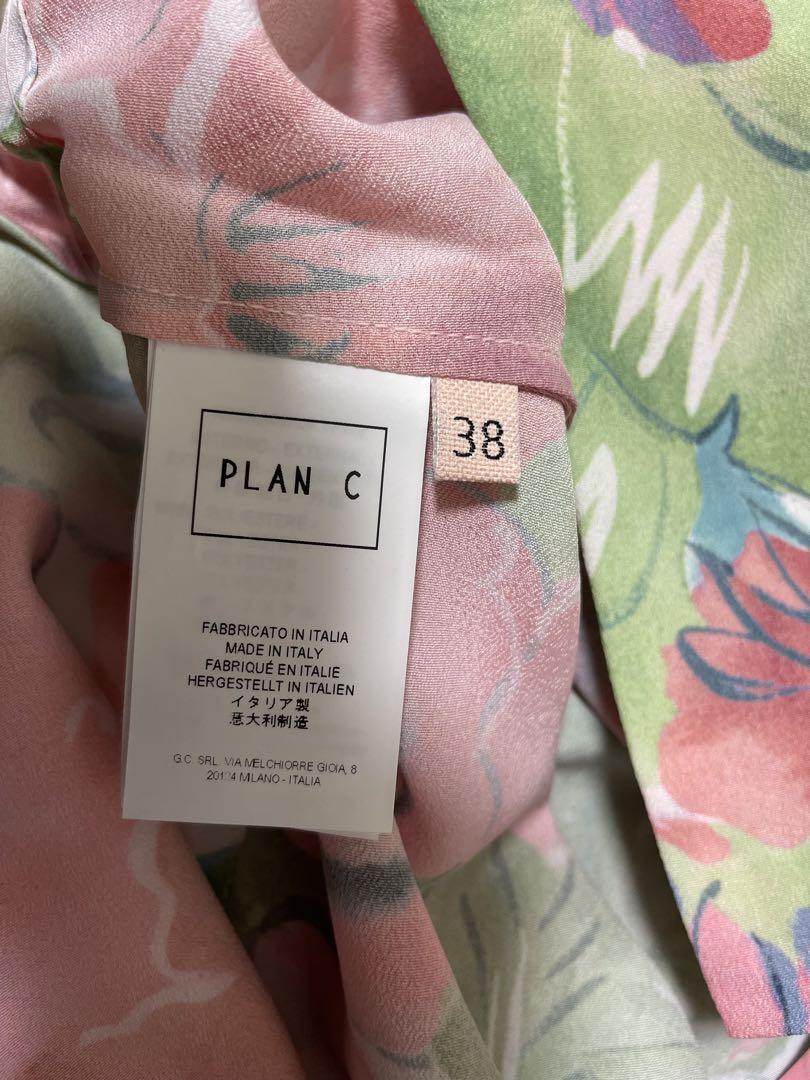 PLAN C
38
FABBRICATO IN ITALIA
MADE IN ITALY
FABRIQUÉ EN ITALIE
HERGESTELLT IN ITALIEN
イタリア製
意大利制造
G.C. SRL. VIA MELCHIORRE GIOIA, 8
20124 MILANO - ITALIA